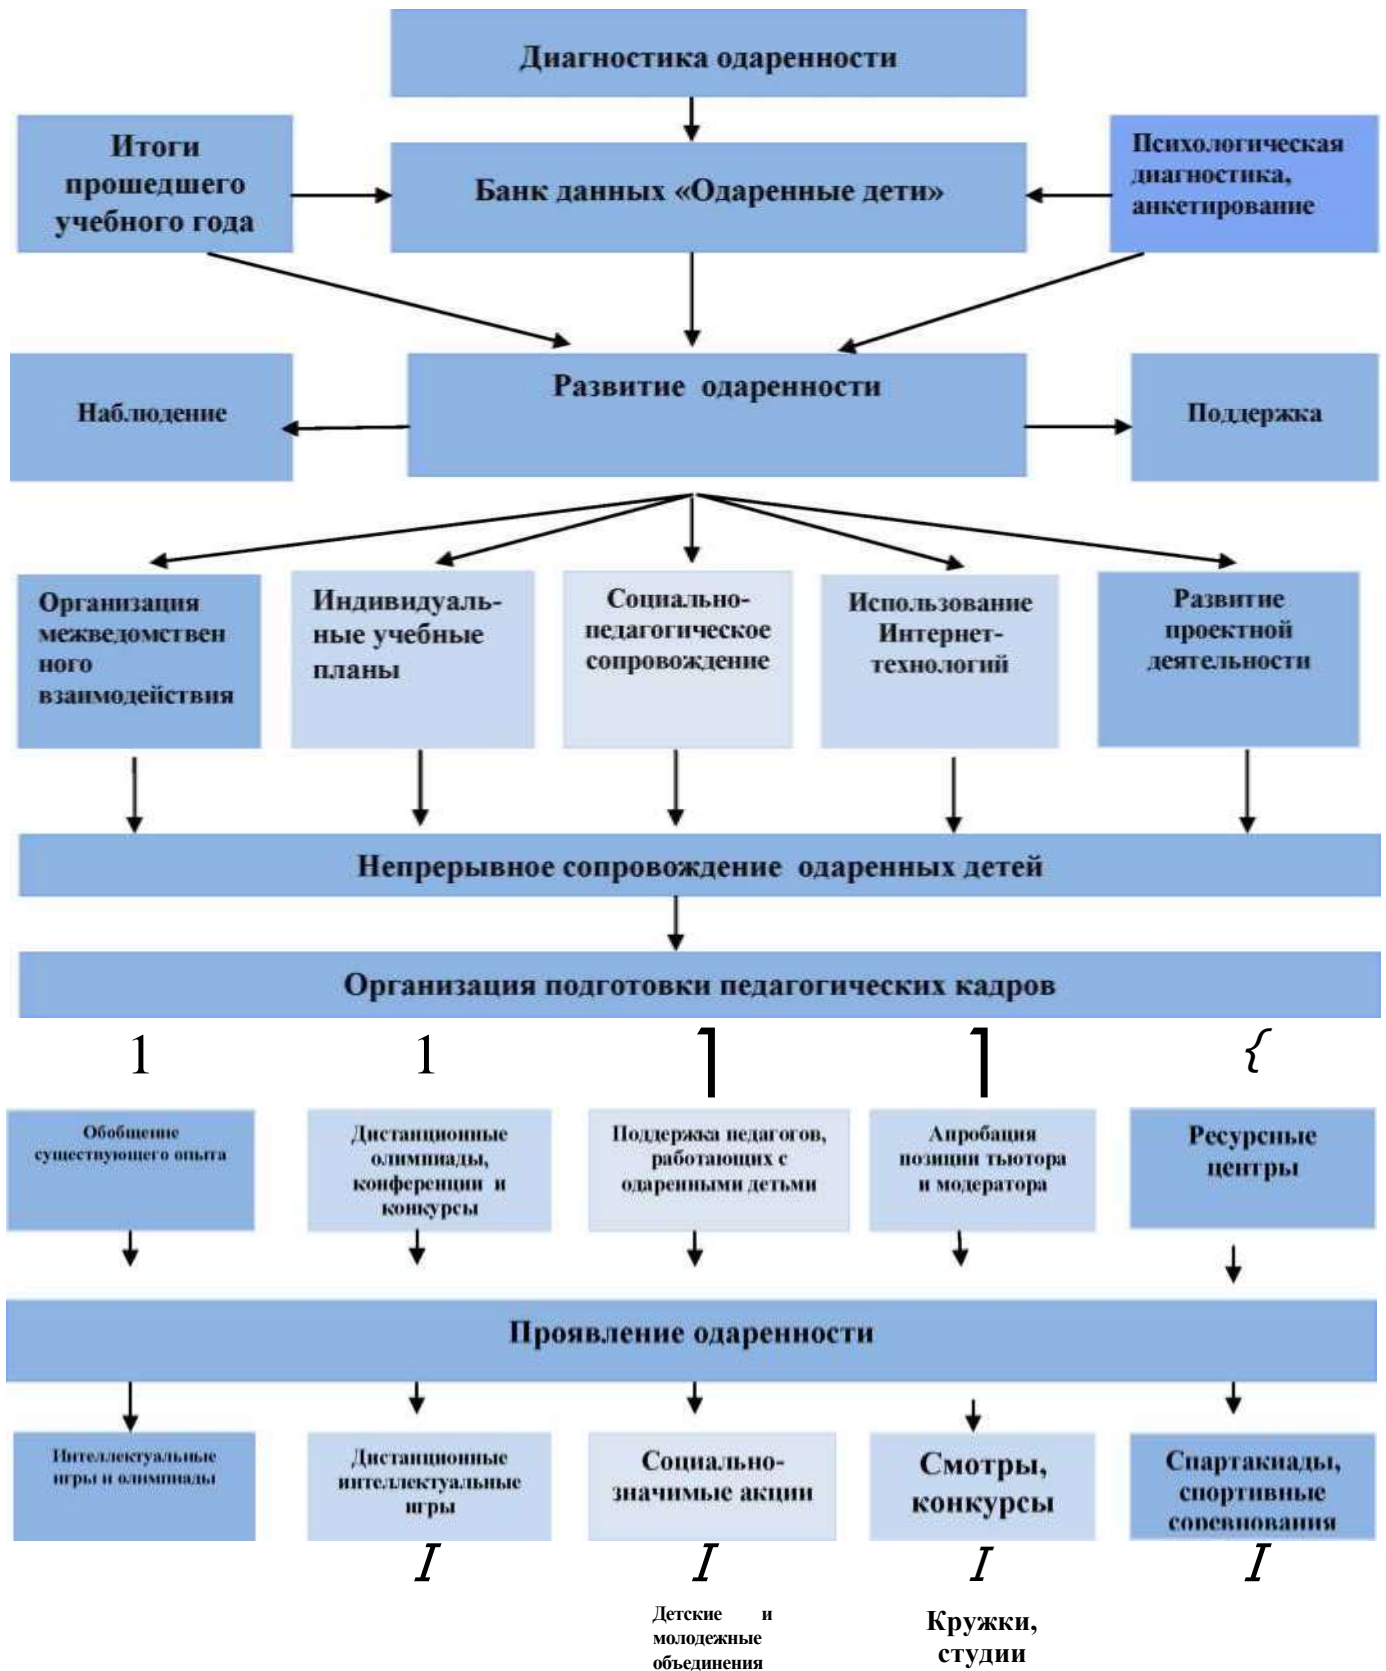 Диагностика одаренности
Итоги
прошедшего
учебного года
Банк данных «Одаренные дети»
Психологическая
диагностика,
анкетирование
Наблюдение
Развитие одаренности
Поддержка
Организация
межведомствен
ного
взаимодействия
Индивидуаль-
ные учебные
планы
Социально-
педагогическое
сопровождение
Использование
Интернет-
технологий
Развитие
проектной
деятельности
Непрерывное сопровождение одаренных детей
Организация подготовки педагогических кадров
1 1 ⎤ ⎤ {
Обобщение
существующего опыта
Дистанционные
олимпиады,
конференции и
конкурсы
Поддержка педагогов,
работающих с
одаренными детьми
Апробация
позиции тьютора
и модератора
Ресурсные
центры
Проявление одаренности
Интеллектуальные
игры и олимпиады
Дистанционные
интеллектуальные
игры
Социально-
значимые акции
Смотры,
конкурсы
Спартакиады,
спортивные
соревнования
I I I I
Детские и
молодежные
объединения
Кружки,
студии